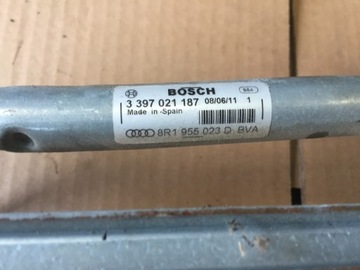 BOSCH
3 397 021 187 08/06/11 1
Made in Spain
8R1 955 023 D BVA